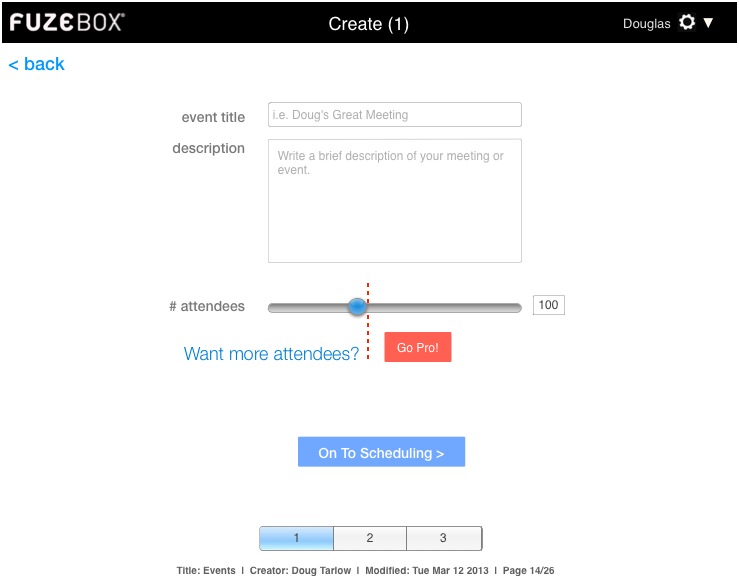 FUZEBOX®
Create (1)
Douglas
< back
event title
i.e. Doug's Great Meeting
description
Write a brief description of your meeting or
event.
# attendees
100
Want more attendees?
Go Pro!
On To Scheduling >
1
2
3
Title: Events I Creator: Doug Tarlow I Modified: Tue Mar 12 2013 I Page 14/26